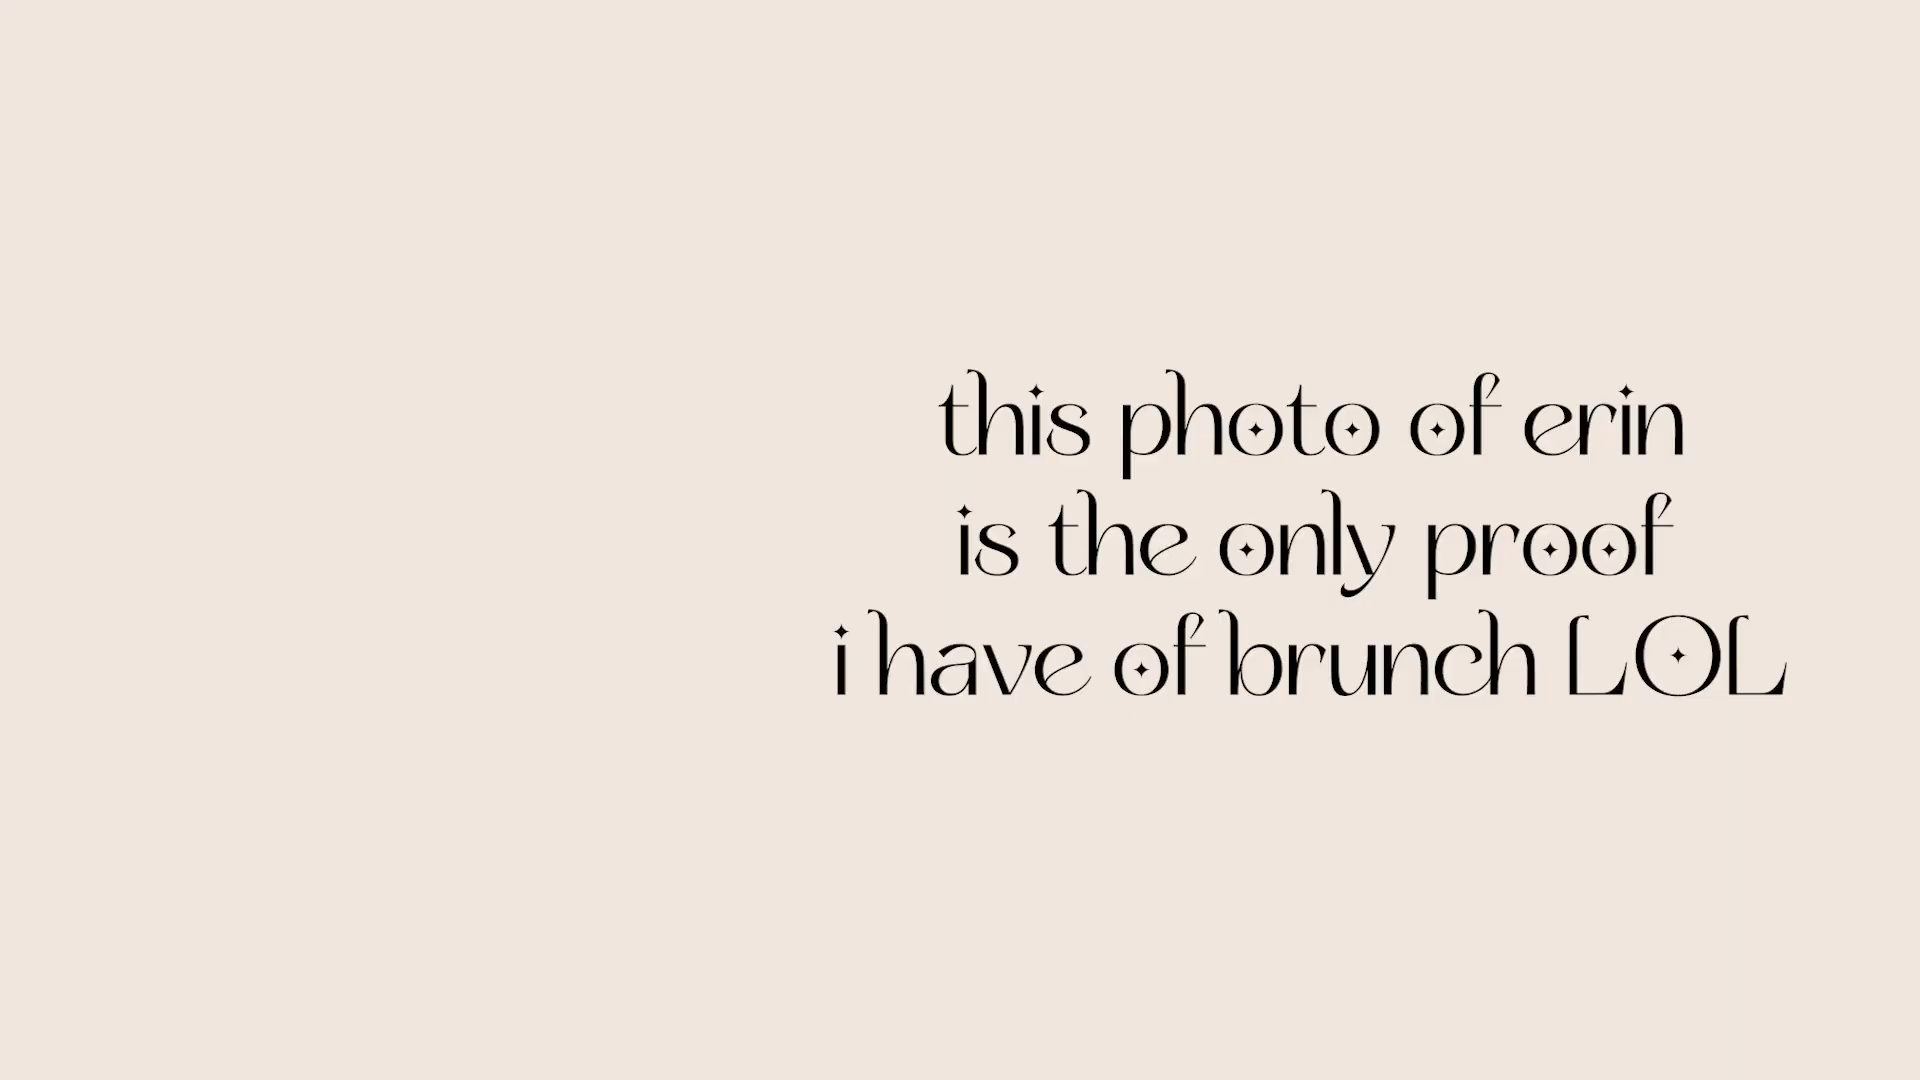 this photo of erin
is the only proof
i have of brunch LOL